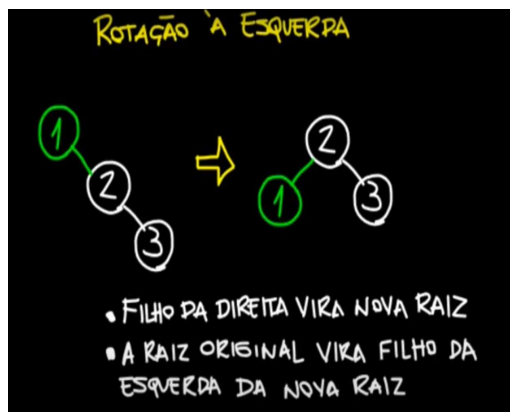 ROTAÇÃO À ESQUERDA
1
2
3
2
1
3
• FILHO DA DIREITA VIRA NOVA RAIZ
• A RAIZ ORIGINAL VIRA FILHO DA
ESQUERDA DA NOVA RAIZ